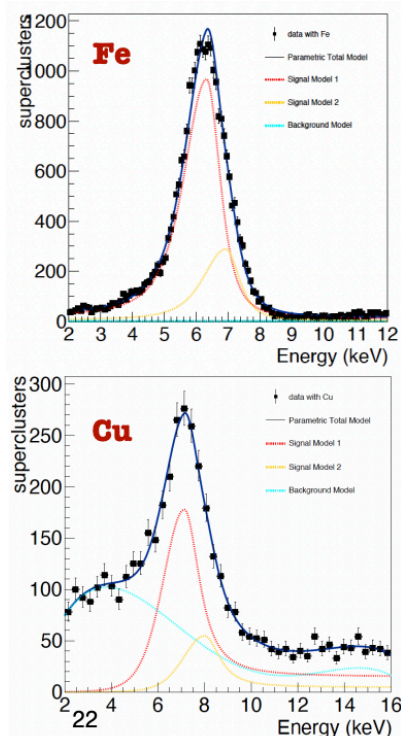 Fe
data with Fe
Parametric Total Model
Signal Model 1
Signal Model 2
Background Model
superclusters
1200
1000
800
600
400
200
0
2 3 4 5 6 7 8 9 10 11 12
Energy (keV)
Cu
data with Cu
Parametric Total Model
Signal Model 1
Signal Model 2
Background Model
superclusters
300
250
200
150
100
50
0
2 4 6 8 10 12 14 16
22
Energy (keV)